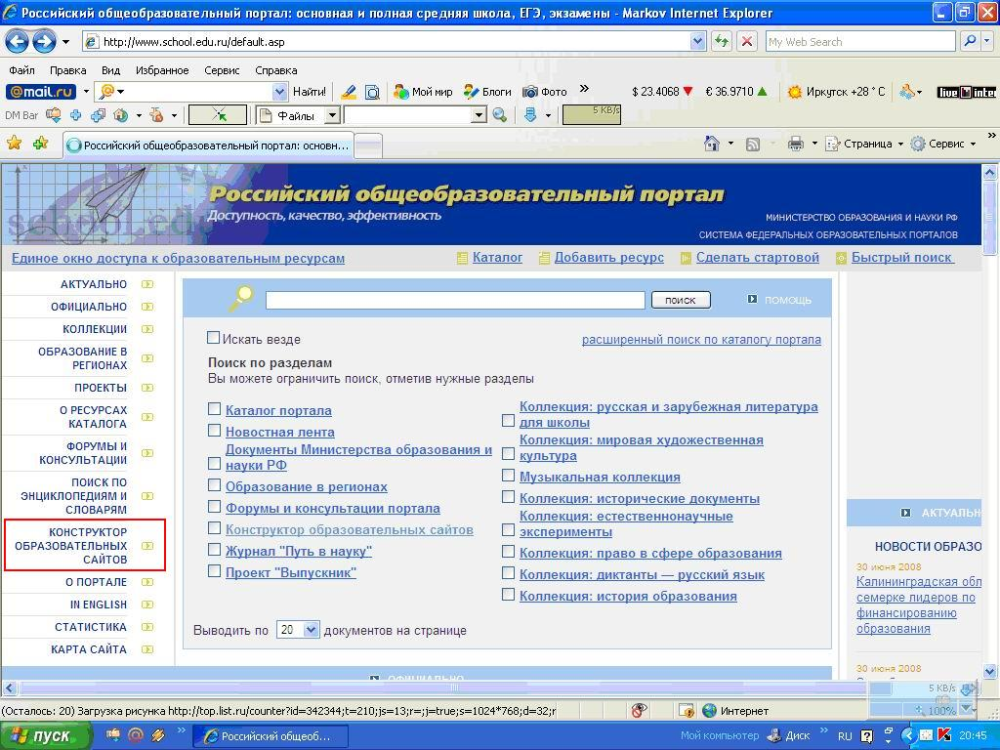 Российский общеобразовательный портал: основная и полная средняя школа, ЕГЭ, экзамены - Markov Internet Explorer
http://www.school.edu.ru/default.asp
My Web Search
Файл Правка Вид Избранное Сервис Справка
@mail.ru Найти! Мой мир Блоги Фото » $ 23.4068 € 36.9710 Иркутск +28 ° C
DM Bar Файлы 5 KB/s
Российский общеобразовательный портал: основн...
Страница Сервис »
Российский общеобразовательный портал
Доступность, качество, эффективность
МИНИСТЕРСТВО ОБРАЗОВАНИЯ И НАУКИ РФ
СИСТЕМА ФЕДЕРАЛЬНЫХ ОБРАЗОВАТЕЛЬНЫХ ПОРТАЛОВ
Единое окно доступа к образовательным ресурсам
Каталог Добавить ресурс Сделать стартовой Быстрый поиск
АКТУАЛЬНО
ОФИЦИАЛЬНО
КОЛЛЕКЦИИ
ОБРАЗОВАНИЕ В
РЕГИОНАХ
ПРОЕКТЫ
О РЕСУРСАХ
КАТАЛОГА
ФОРУМЫ И
КОНСУЛЬТАЦИИ
ПОИСК ПО
ЭНЦИКЛОПЕДИЯМ И
СЛОВАРЯМ
КОНСТРУКТОР
ОБРАЗОВАТЕЛЬНЫХ
САЙТОВ
О ПОРТАЛЕ
IN ENGLISH
СТАТИСТИКА
КАРТА САЙТА
поиск ПОМОЩЬ
Искать везде
расширенный поиск по каталогу портала
Поиск по разделам
Вы можете ограничить поиск, отметив нужные разделы
Каталог портала
Новостная лента
Документы Министерства образования и
науки РФ
Образование в регионах
Форумы и консультации портала
Конструктор образовательных сайтов
Журнал "Путь в науку"
Проект "Выпускник"
Коллекция: русская и зарубежная литература
для школы
Коллекция: мировая художественная
культура
Музыкальная коллекция
Коллекция: исторические документы
Коллекция: естественнонаучные
эксперименты
Коллекция: право в сфере образования
Коллекция: диктанты — русский язык
Коллекция: история образования
Выводить по 20 документов на странице
ОФИЦИАЛЬНО
АКТУАЛЬН
НОВОСТИ ОБРАЗО
30 июня 2008
Калининградская обл
семерке лидеров по
финансированию
образования
30 июня 2008
5 KB/s
(Осталось: 20) Загрузка рисунка http://top.list.ru/counter?id=342344;t=210;js=13;r=;j=true;s=1024*768;d=32;r
Интернет
100%
пуск » Российский общеоб... Мой компьютер Диск » RU 20:45